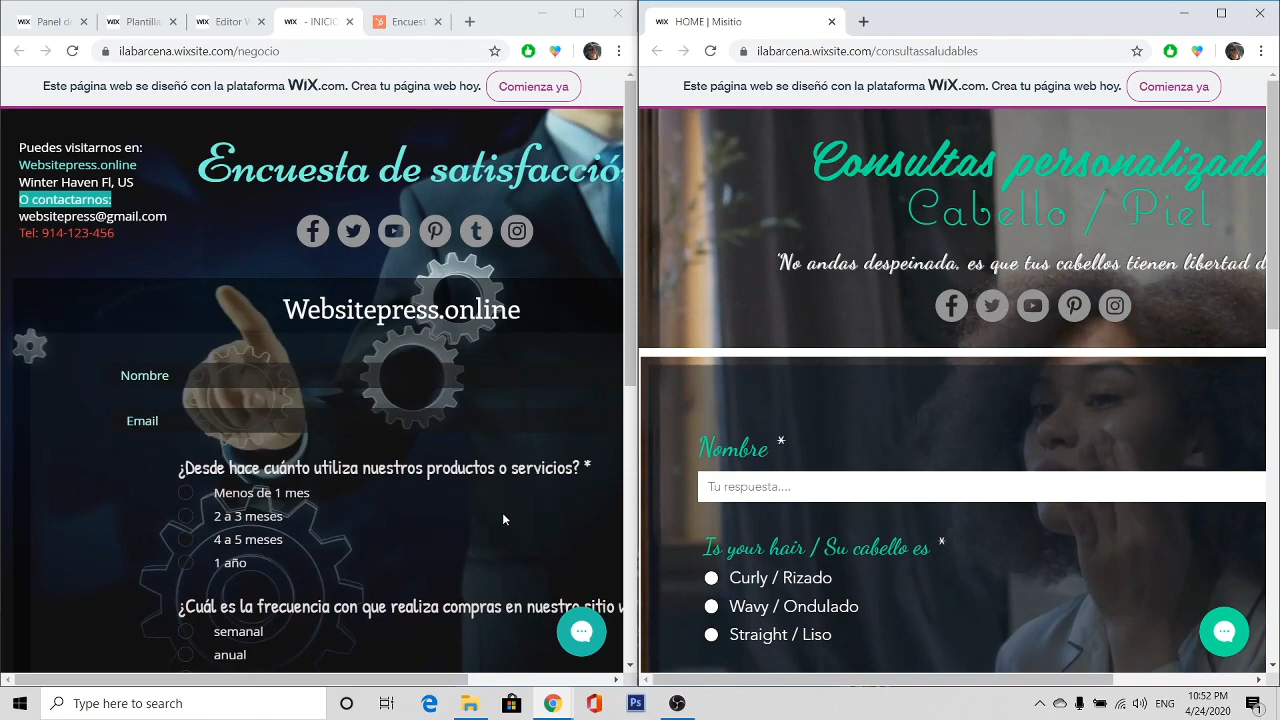 Panel de
Plantilla
Editor W
- INICIO
Encuest
ilabarcena.wixsite.com/negocio
Este página web se diseñó con la plataforma WiX.com. Crea tu página web hoy.
Comienza ya
Puedes visitarnos en:
Websitepress.online
Winter Haven Fl, US
O contactarnos:
websitepress@gmail.com
Tel: 914-123-456
Encuesta de satisfacció
Websitepress.online
Nombre
Email
¿Desde hace cuánto utiliza nuestros productos o servicios? *
Menos de 1 mes
2 a 3 meses
4 a 5 meses
1 año
¿Cuál es la frecuencia con que realiza compras en nuestro sitio w
semanal
anual
HOME | Misitio
ilabarcena.wixsite.com/consultassaludables
Este página web se diseñó con la plataforma WiX.com. Crea tu página web hoy.
Comienza ya
Consultas personalizada
Cabello / Piel
"No andas despeinada, es que tus cabellos tienen libertad d
Nombre *
Tu respuesta....
Is your hair / Su cabello es *
Curly / Rizado
Wavy / Ondulado
Straight / Liso
Type here to search
ENG
10:52 PM
4/24/2020